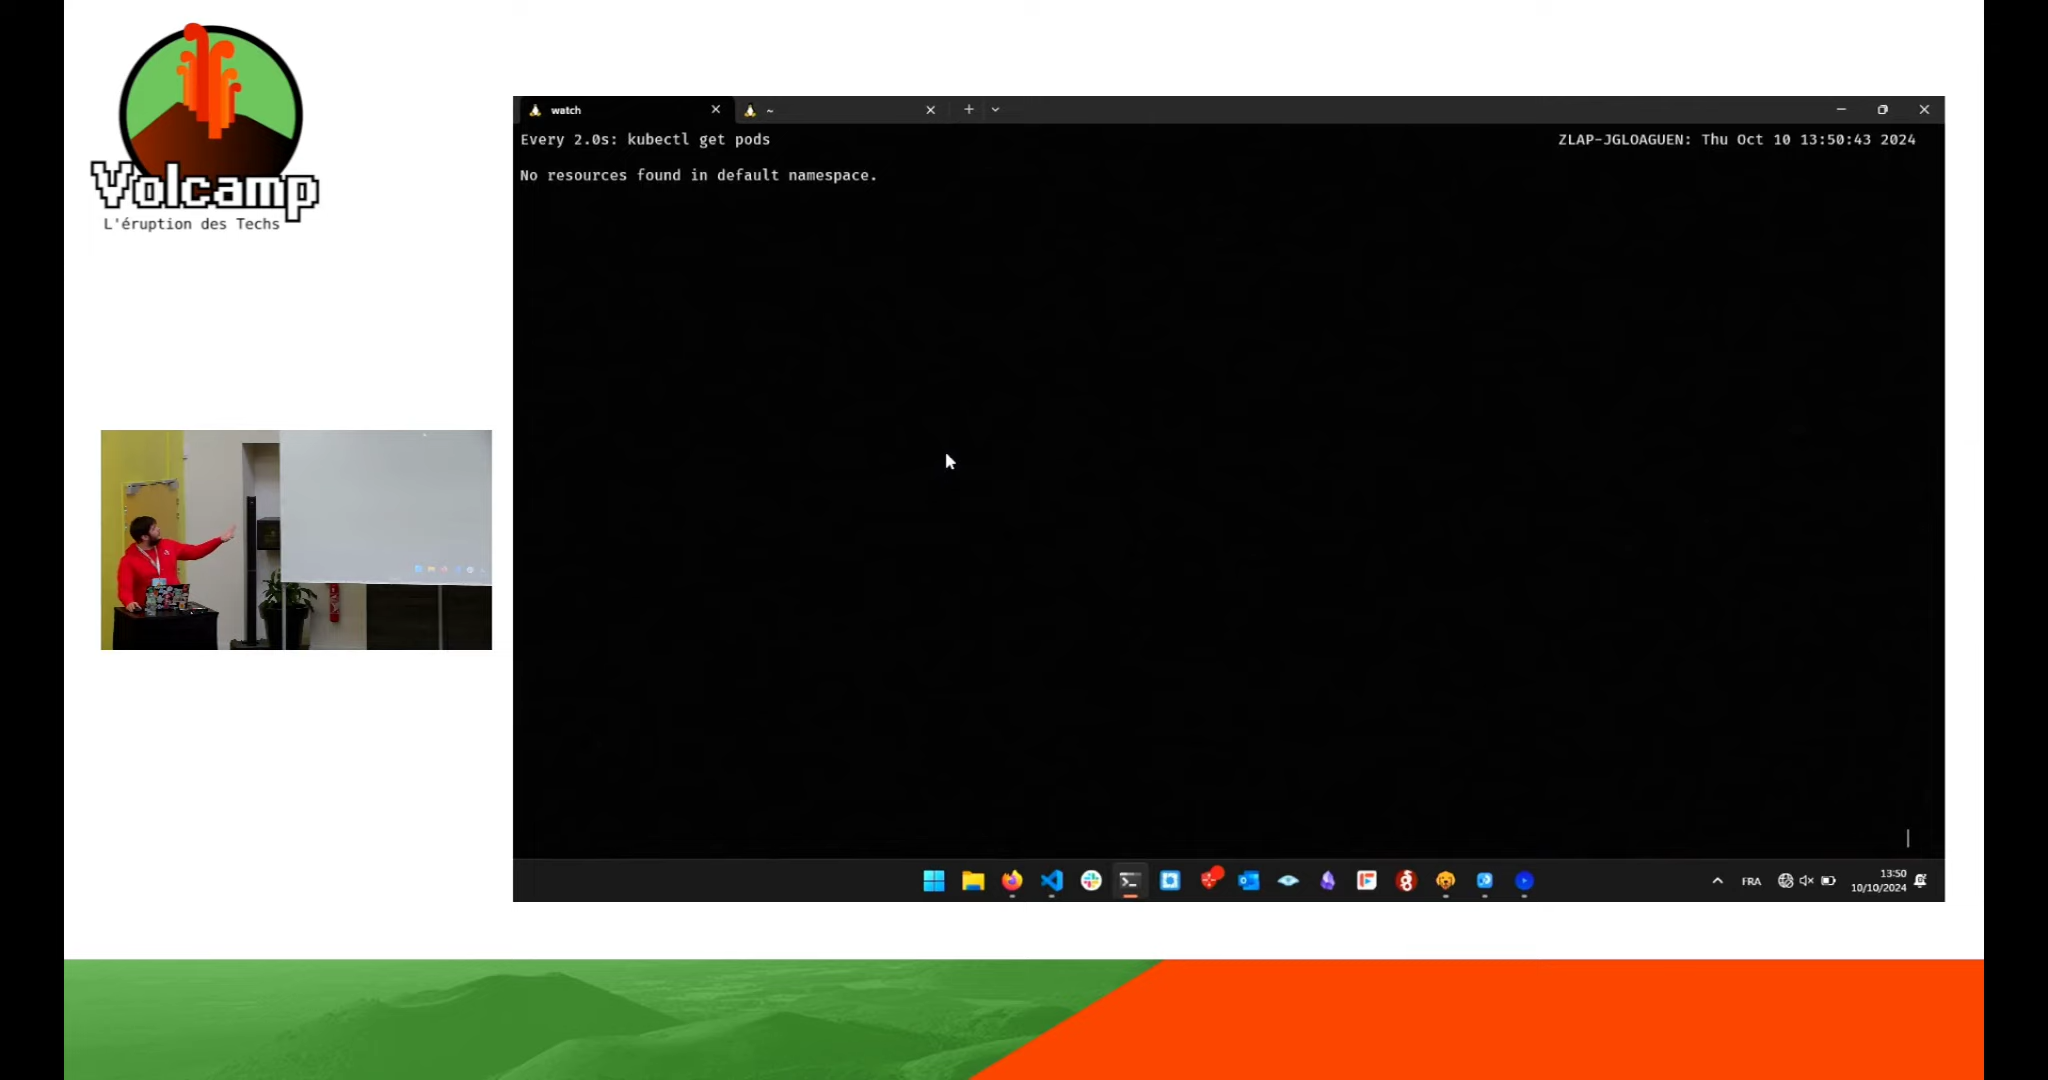 Volcamp
L'éruption des Techs
watch
~
Every 2.0s: kubectl get pods
ZLAP-JGLOAGUEN: Thu Oct 10 13:50:43 2024
No resources found in default namespace.
FRA
13:50
10/10/2024